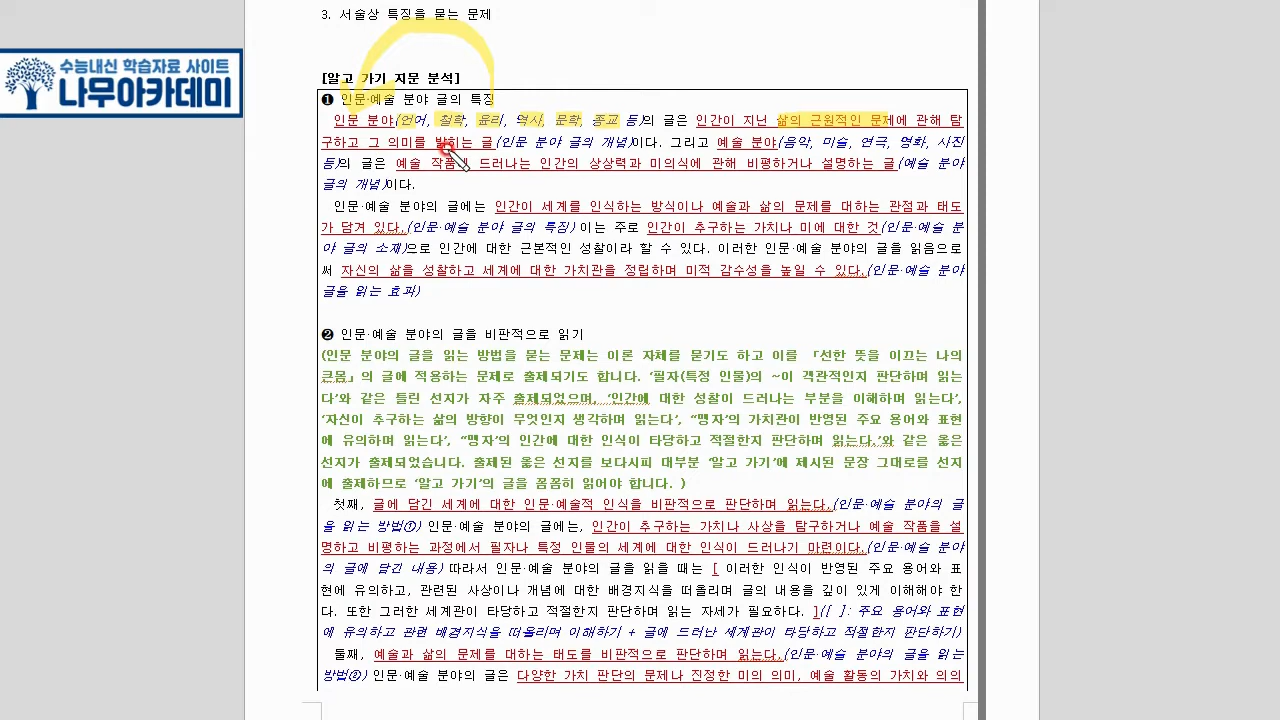 3. 서술상 특징을 묻는 문제
수능내신 학습자료 사이트
나무아카데미
[알고 가기 지문 분석]
❶ 인문·예술 분야 글의 특징
인문 분야(언어, 철학, 윤리, 역사, 문학, 종교 등)의 글은 인간이 지닌 삶의 근원적인 문제에 관해 탐
구하고 그 의미를 밝히는 글(인문 분야 글의 개념)이다. 그리고 예술 분야(음악, 미술, 연극, 영화, 사진
등)의 글은 예술 작품에 드러나는 인간의 상상력과 미의식에 관해 비평하거나 설명하는 글(예술 분야
글의 개념)이다.
인문·예술 분야의 글에는 인간이 세계를 인식하는 방식이나 예술과 삶의 문제를 대하는 관점과 태도
가 담겨 있다.(인문·예술 분야 글의 특징) 이는 주로 인간이 추구하는 가치나 미에 대한 것(인문·예술 분
야 글의 소재)으로 인간에 대한 근본적인 성찰이라 할 수 있다. 이러한 인문·예술 분야의 글을 읽음으로
써 자신의 삶을 성찰하고 세계에 대한 가치관을 정립하며 미적 감수성을 높일 수 있다.(인문·예술 분야
글을 읽는 효과)
❷ 인문·예술 분야의 글을 비판적으로 읽기
(인문 분야의 글을 읽는 방법을 묻는 문제는 이론 자체를 묻기도 하고 이를 「선한 뜻을 이끄는 나의
큰몸」의 글에 적용하는 문제로 출제되기도 합니다. ‘필자(특정 인물)의 ~이 객관적인지 판단하며 읽는
다’와 같은 틀린 선지가 자주 출제되었으며, ‘인간에 대한 성찰이 드러나는 부분을 이해하며 읽는다’,
‘자신이 추구하는 삶의 방향이 무엇인지 생각하며 읽는다’, “맹자’의 가치관이 반영된 주요 용어와 표현
에 유의하며 읽는다’, “맹자’의 인간에 대한 인식이 타당하고 적절한지 판단하며 읽는다.’와 같은 옳은
선지가 출제되었습니다. 출제된 옳은 선지를 보다시피 대부분 ‘알고 가기’에 제시된 문장 그대로를 선지
에 출제하므로 ‘알고 가기’의 글을 꼼꼼히 읽어야 합니다. )
첫째, 글에 담긴 세계에 대한 인문·예술적 인식을 비판적으로 판단하며 읽는다.(인문·예술 분야의 글
을 읽는 방법①) 인문·예술 분야의 글에는, 인간이 추구하는 가치나 사상을 탐구하거나 예술 작품을 설
명하고 비평하는 과정에서 필자나 특정 인물의 세계에 대한 인식이 드러나기 마련이다.(인문·예술 분야
의 글에 담긴 내용) 따라서 인문·예술 분야의 글을 읽을 때는 [ 이러한 인식이 반영된 주요 용어와 표
현에 유의하고, 관련된 사상이나 개념에 대한 배경지식을 떠올리며 글의 내용을 깊이 있게 이해해야 한
다. 또한 그러한 세계관이 타당하고 적절한지 판단하며 읽는 자세가 필요하다. ]([ ]: 주요 용어와 표현
에 유의하고 관련 배경지식을 떠올리며 이해하기 + 글에 드러난 세계관이 타당하고 적절한지 판단하기)
둘째, 예술과 삶의 문제를 대하는 태도를 비판적으로 판단하며 읽는다.(인문·예술 분야의 글을 읽는
방법②) 인문·예술 분야의 글은 다양한 가치 판단의 문제나 진정한 미의 의미, 예술 활동의 가치와 의의